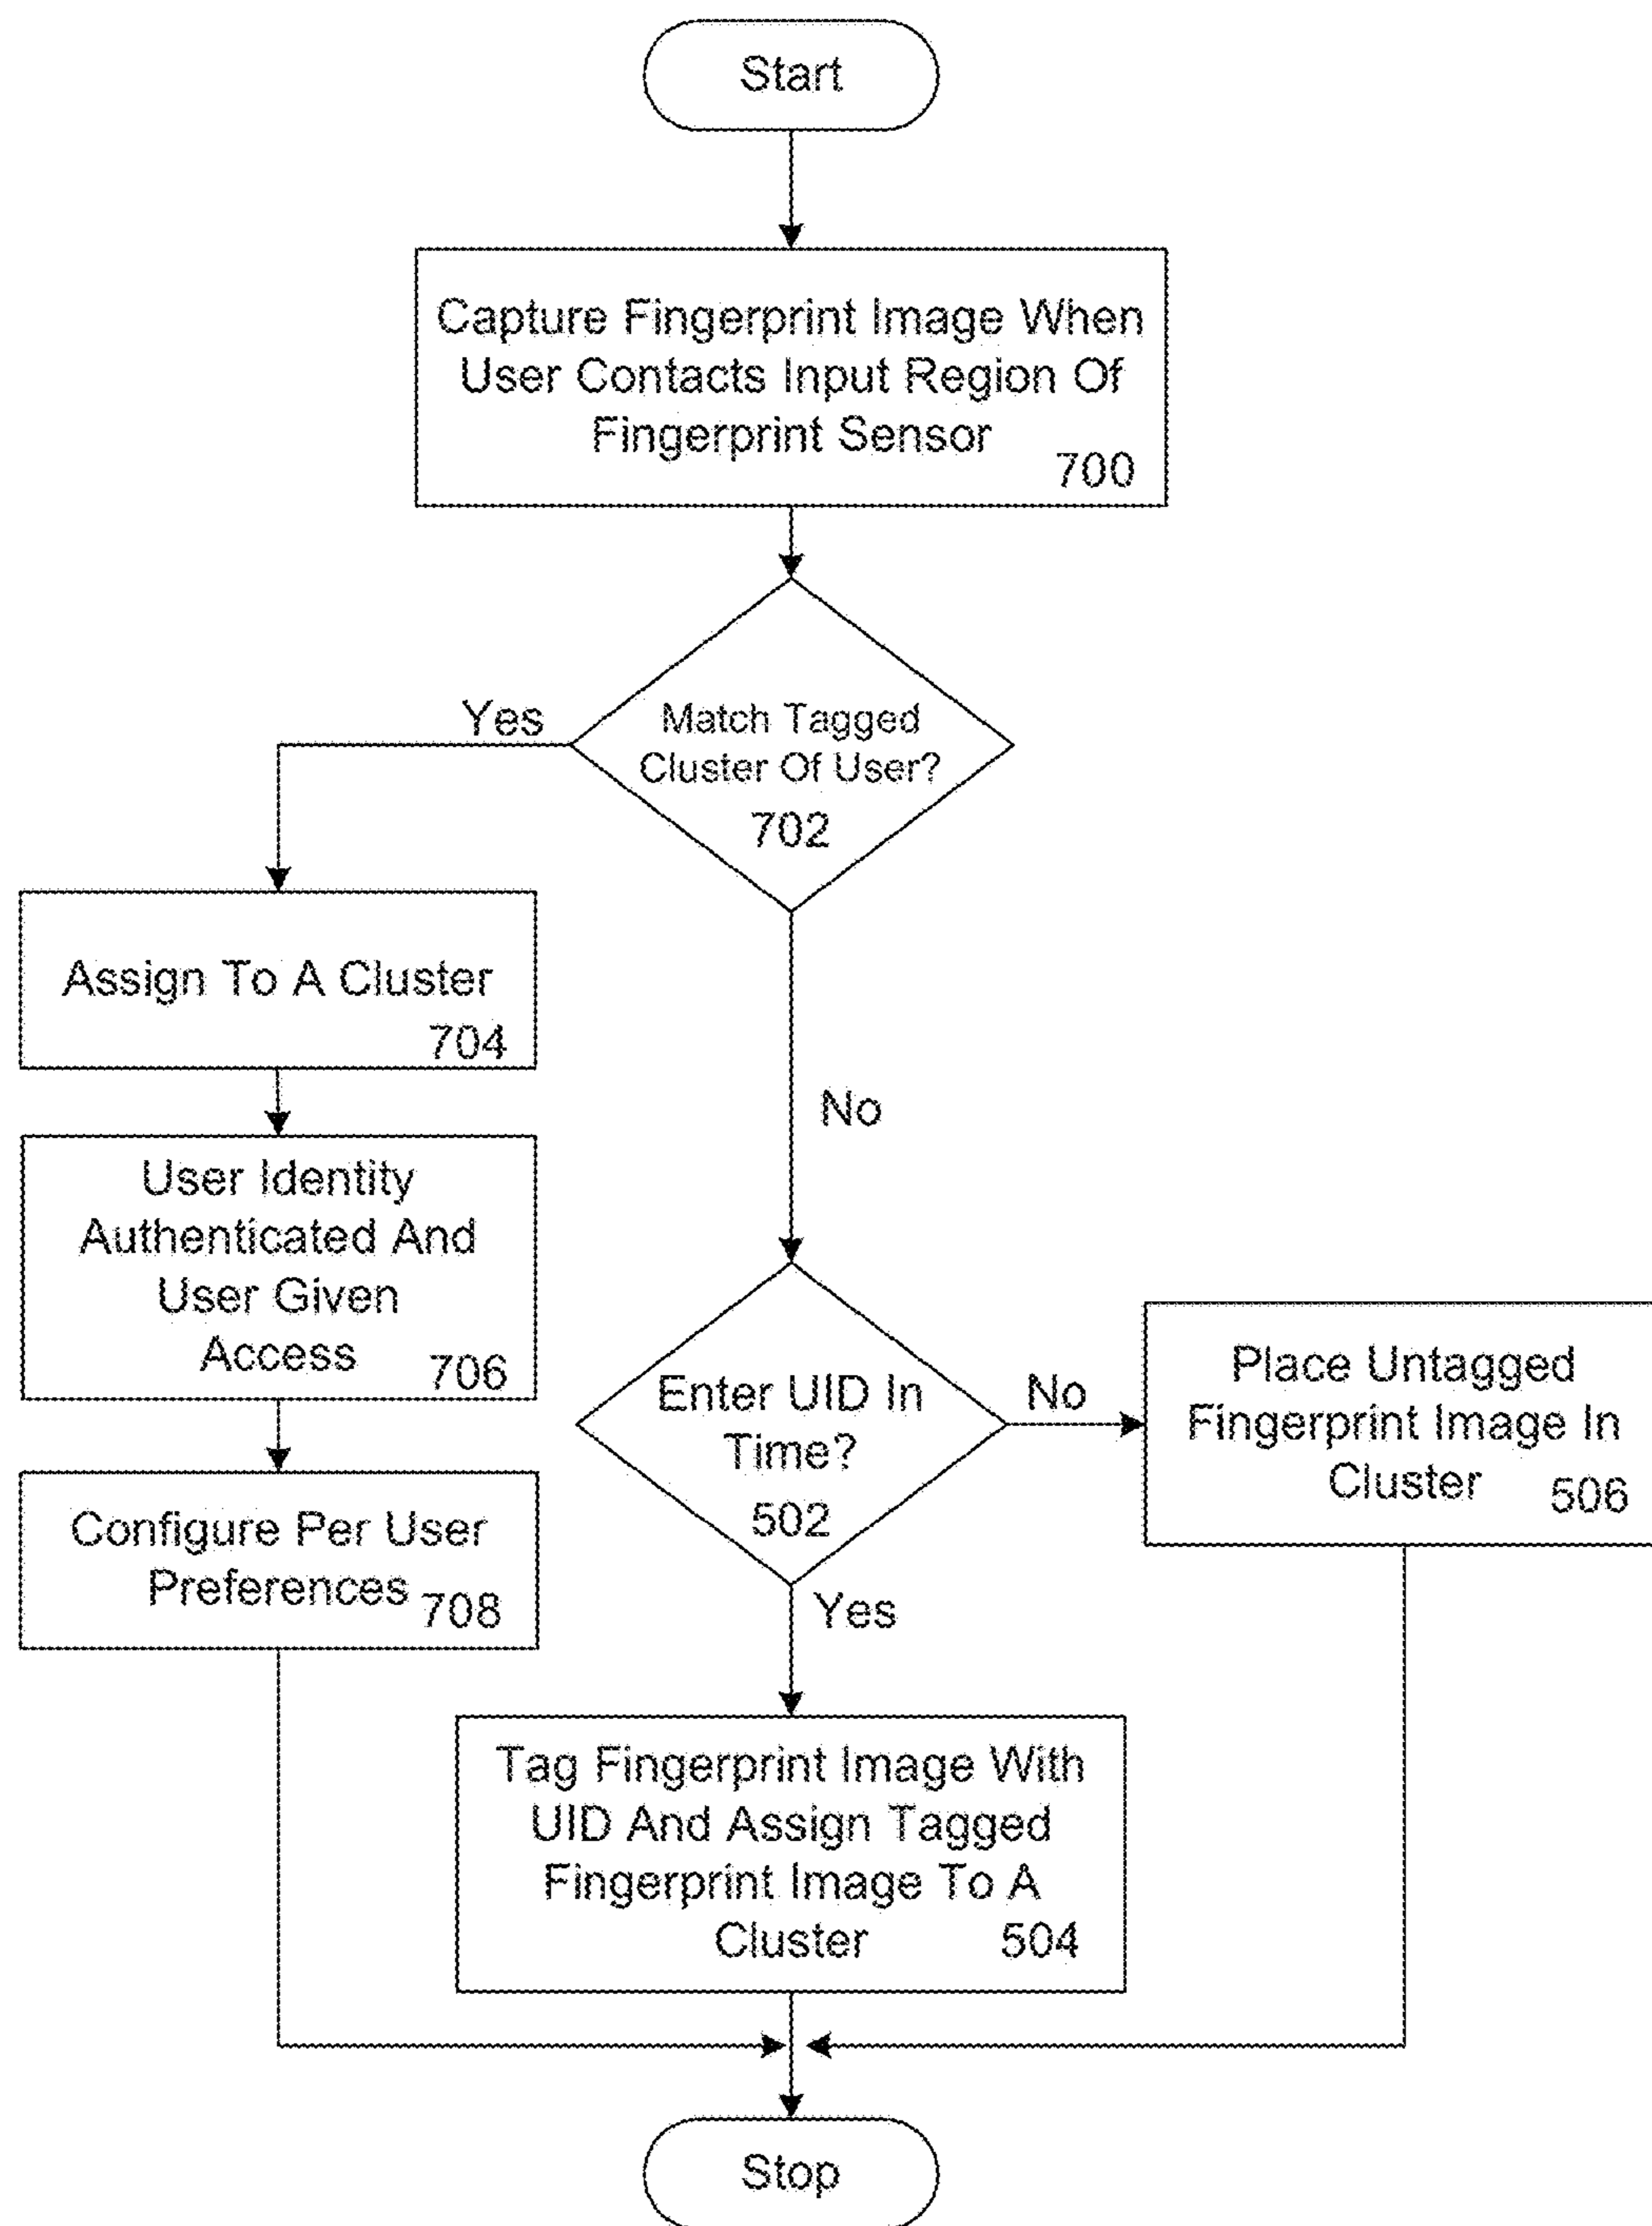 Start
Capture Fingerprint Image When
User Contacts Input Region Of
Fingerprint Sensor
700
Match Tagged
Cluster Of User?
702
Yes
No
Assign To A Cluster
704
User Identity
Authenticated And
User Given
Access
706
Configure Per User
Preferences
708
Enter UID In
Time?
502
No
Yes
Place Untagged
Fingerprint Image In
Cluster
506
Tag Fingerprint Image With
UID And Assign Tagged
Fingerprint Image To A
Cluster
504
Stop